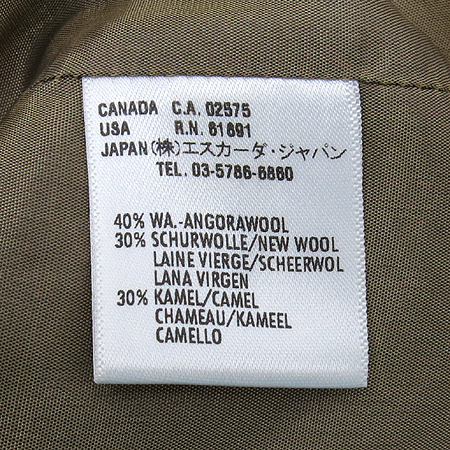 CANADA C.A. 02575
USA R.N. 61691
JAPAN (株)エスカーダ・ジャパン
TEL. 03-5786-6860
40% WA.-ANGORAWOOL
30% SCHURWOLLE/NEW WOOL
LAINE VIERGE/SCHEERWOL
LANA VIRGEN
30% KAMEL/CAMEL
CHAMEAU/KAMEEL
CAMELLO